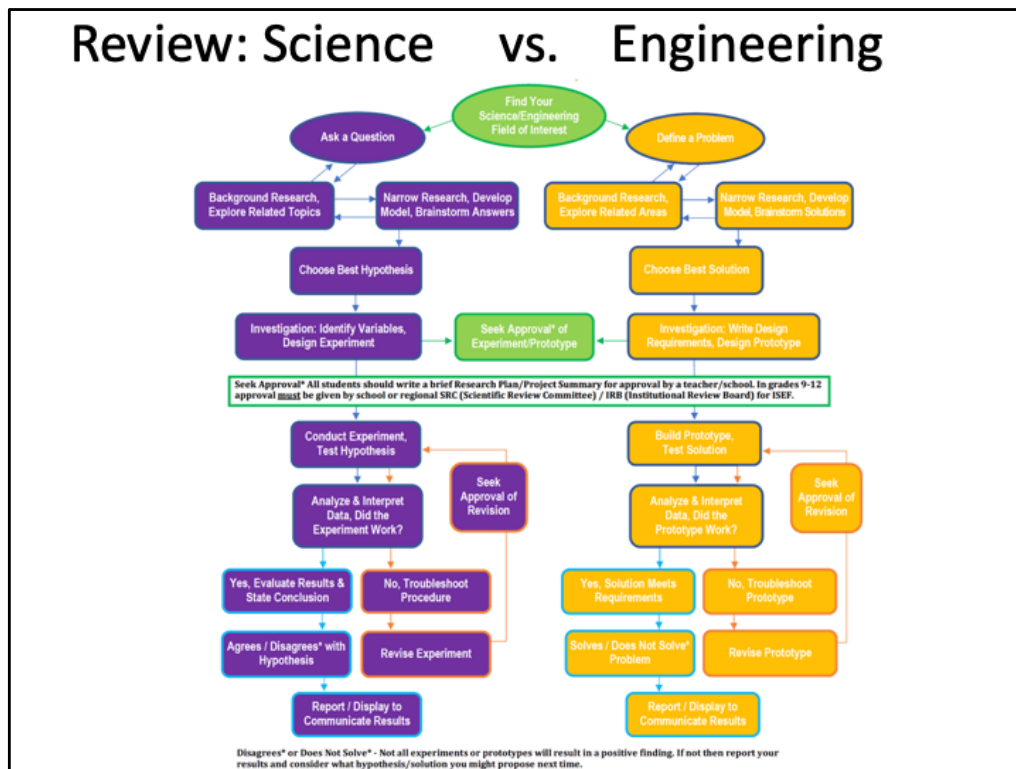 Review: Science vs. Engineering
Find Your
Science/Engineering
Field of Interest
Ask a Question
Define a Problem
Background Research,
Explore Related Topics
Narrow Research, Develop
Model, Brainstorm Answers
Background Research,
Explore Related Areas
Narrow Research, Develop
Model, Brainstorm Solutions
Choose Best Hypothesis
Choose Best Solution
Investigation: Identify Variables,
Design Experiment
Seek Approval* of
Experiment/Prototype
Investigation: Write Design
Requirements, Design Prototype
Seek Approval* All students should write a brief Research Plan/Project Summary for approval by a teacher/school. In grades 9-12
approval must be given by school or regional SRC (Scientific Review Committee) / IRB (Institutional Review Board) for ISEF.
Conduct Experiment,
Test Hypothesis
Build Prototype,
Test Solution
Seek
Approval of
Revision
Seek
Approval of
Revision
Analyze & Interpret
Data, Did the
Experiment Work?
Analyze & Interpret
Data, Did the
Prototype Work?
Yes, Evaluate Results &
State Conclusion
No, Troubleshoot
Procedure
Yes, Solution Meets
Requirements
No, Troubleshoot
Prototype
Agrees / Disagrees* with
Hypothesis
Revise Experiment
Solves / Does Not Solve*
Problem
Revise Prototype
Report / Display to
Communicate Results
Report / Display to
Communicate Results
Disagrees* or Does Not Solve* - Not all experiments or prototypes will result in a positive finding. If not then report your
results and consider what hypothesis/solution you might propose next time.